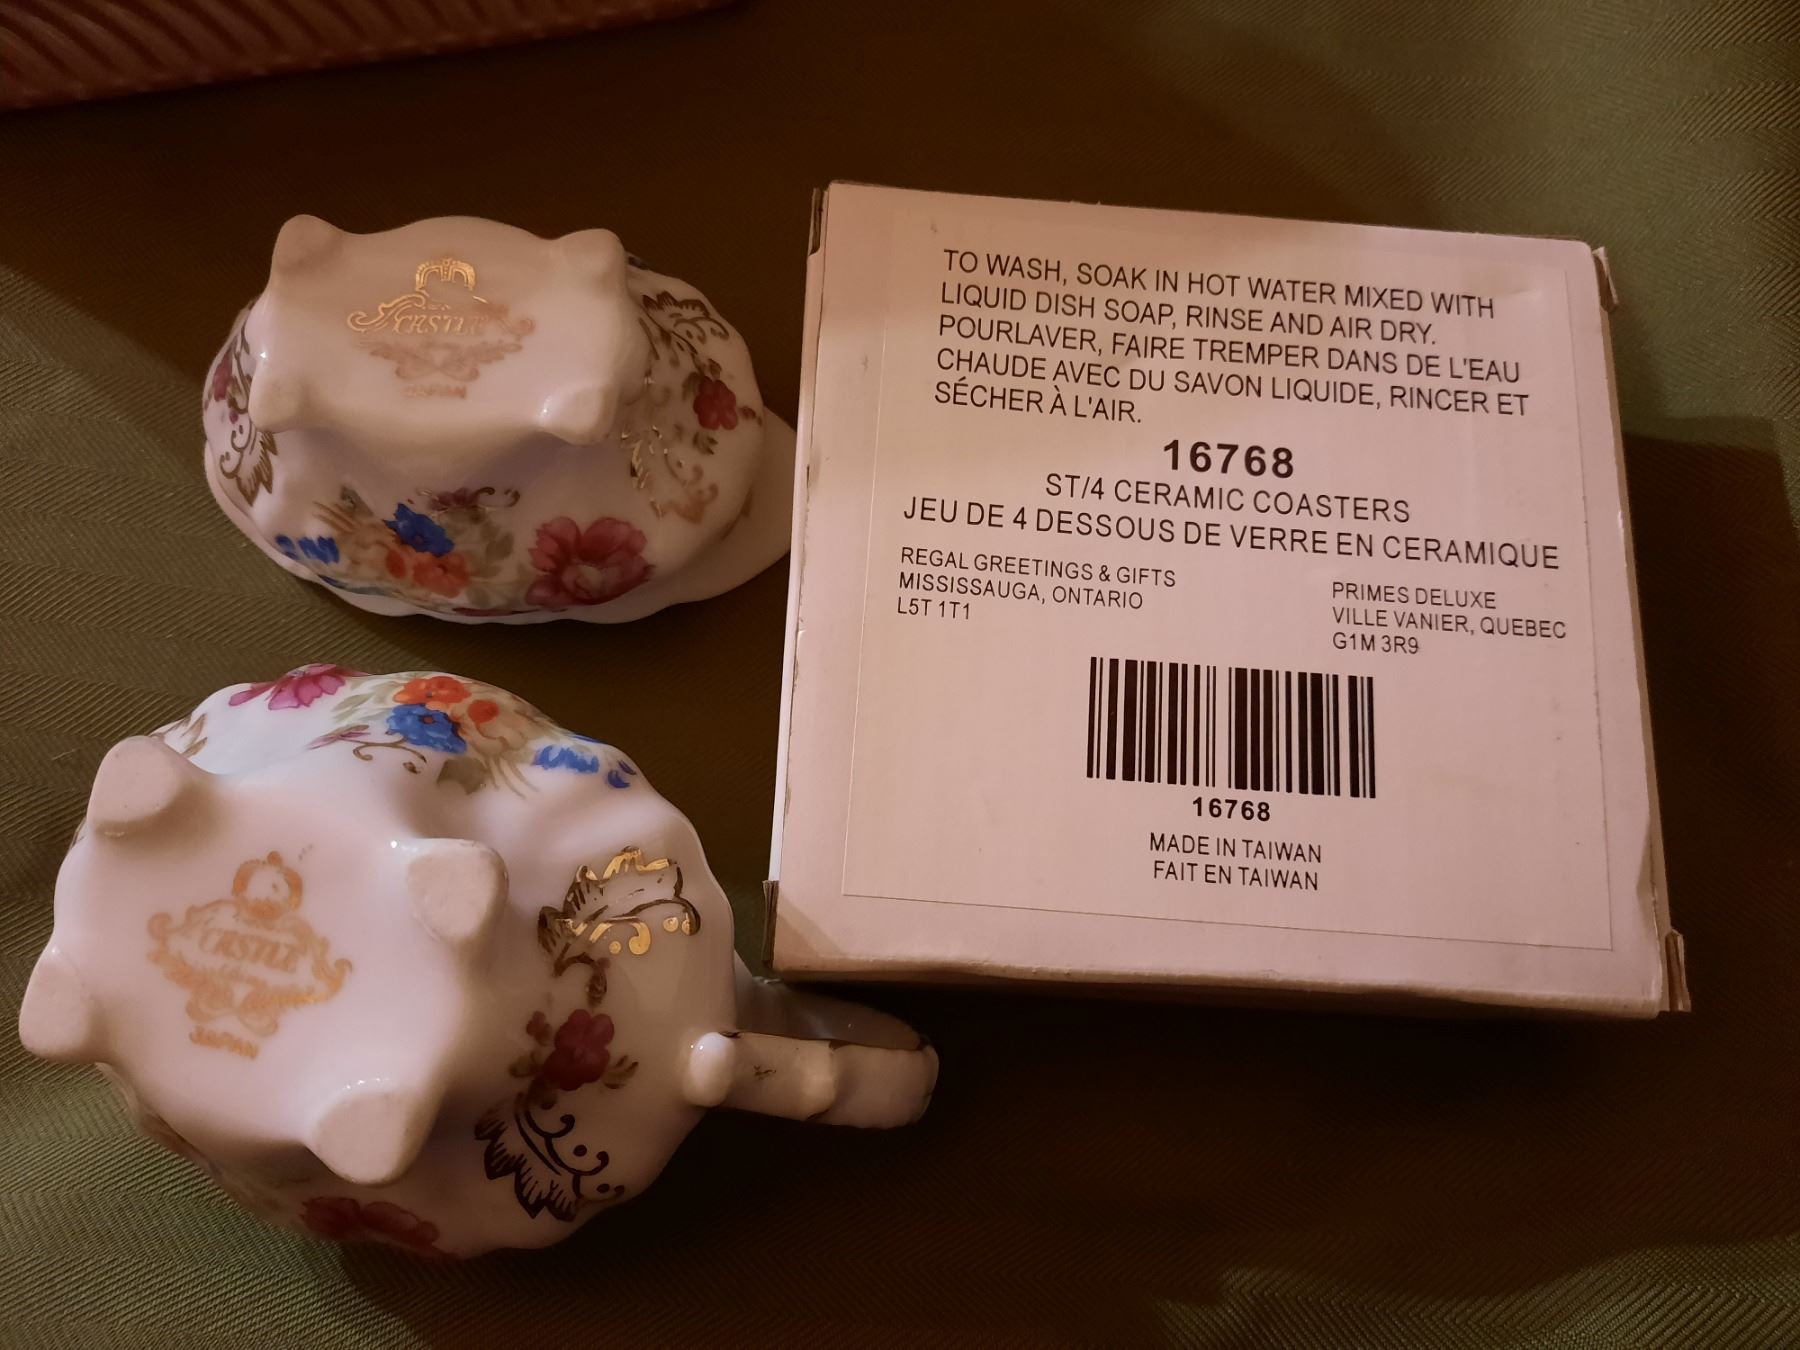 CASTLE
JAPAN
TO WASH, SOAK IN HOT WATER MIXED WITH
LIQUID DISH SOAP, RINSE AND AIR DRY.
POURLAVER, FAIRE TREMPER DANS DE L'EAU
CHAUDE AVEC DU SAVON LIQUIDE, RINCER ET
SÉCHER À L'AIR.
16768
ST/4 CERAMIC COASTERS
JEU DE 4 DESSOUS DE VERRE EN CERAMIQUE
REGAL GREETINGS & GIFTS
MISSISSAUGA, ONTARIO
L5T 1T1
PRIMES DELUXE
VILLE VANIER, QUEBEC
G1M 3R9
16768
MADE IN TAIWAN
FAIT EN TAIWAN
CASTLE
JAPAN